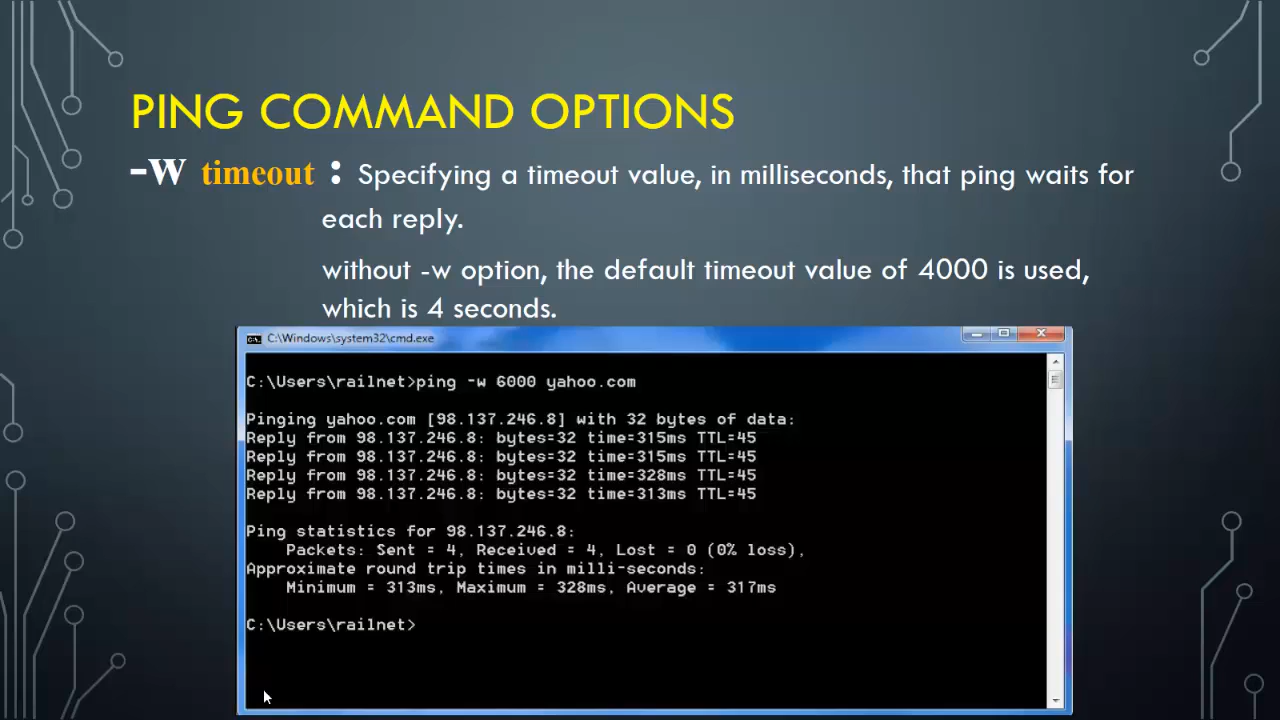 PING COMMAND OPTIONS
-w timeout : Specifying a timeout value, in milliseconds, that ping waits for
each reply.
without -w option, the default timeout value of 4000 is used,
which is 4 seconds.
C:\Windows\system32\cmd.exe
C:\Users\railnet>ping -w 6000 yahoo.com
Pinging yahoo.com [98.137.246.8] with 32 bytes of data:
Reply from 98.137.246.8: bytes=32 time=315ms TTL=45
Reply from 98.137.246.8: bytes=32 time=315ms TTL=45
Reply from 98.137.246.8: bytes=32 time=328ms TTL=45
Reply from 98.137.246.8: bytes=32 time=313ms TTL=45
Ping statistics for 98.137.246.8:
Packets: Sent = 4, Received = 4, Lost = 0 (0% loss),
Approximate round trip times in milli-seconds:
Minimum = 313ms, Maximum = 328ms, Average = 317ms
C:\Users\railnet>